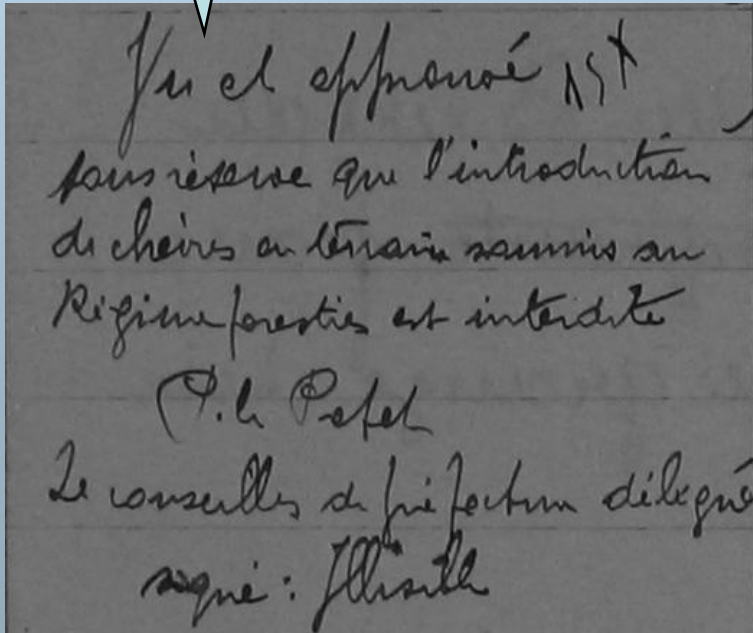 Vu et approuvé
sous réserve que l'introduction
de chèvres en terrain soumis au
Régime forestier est interdite
P. le Préfet
Le conseiller de préfecture délégué
signé : Illisible